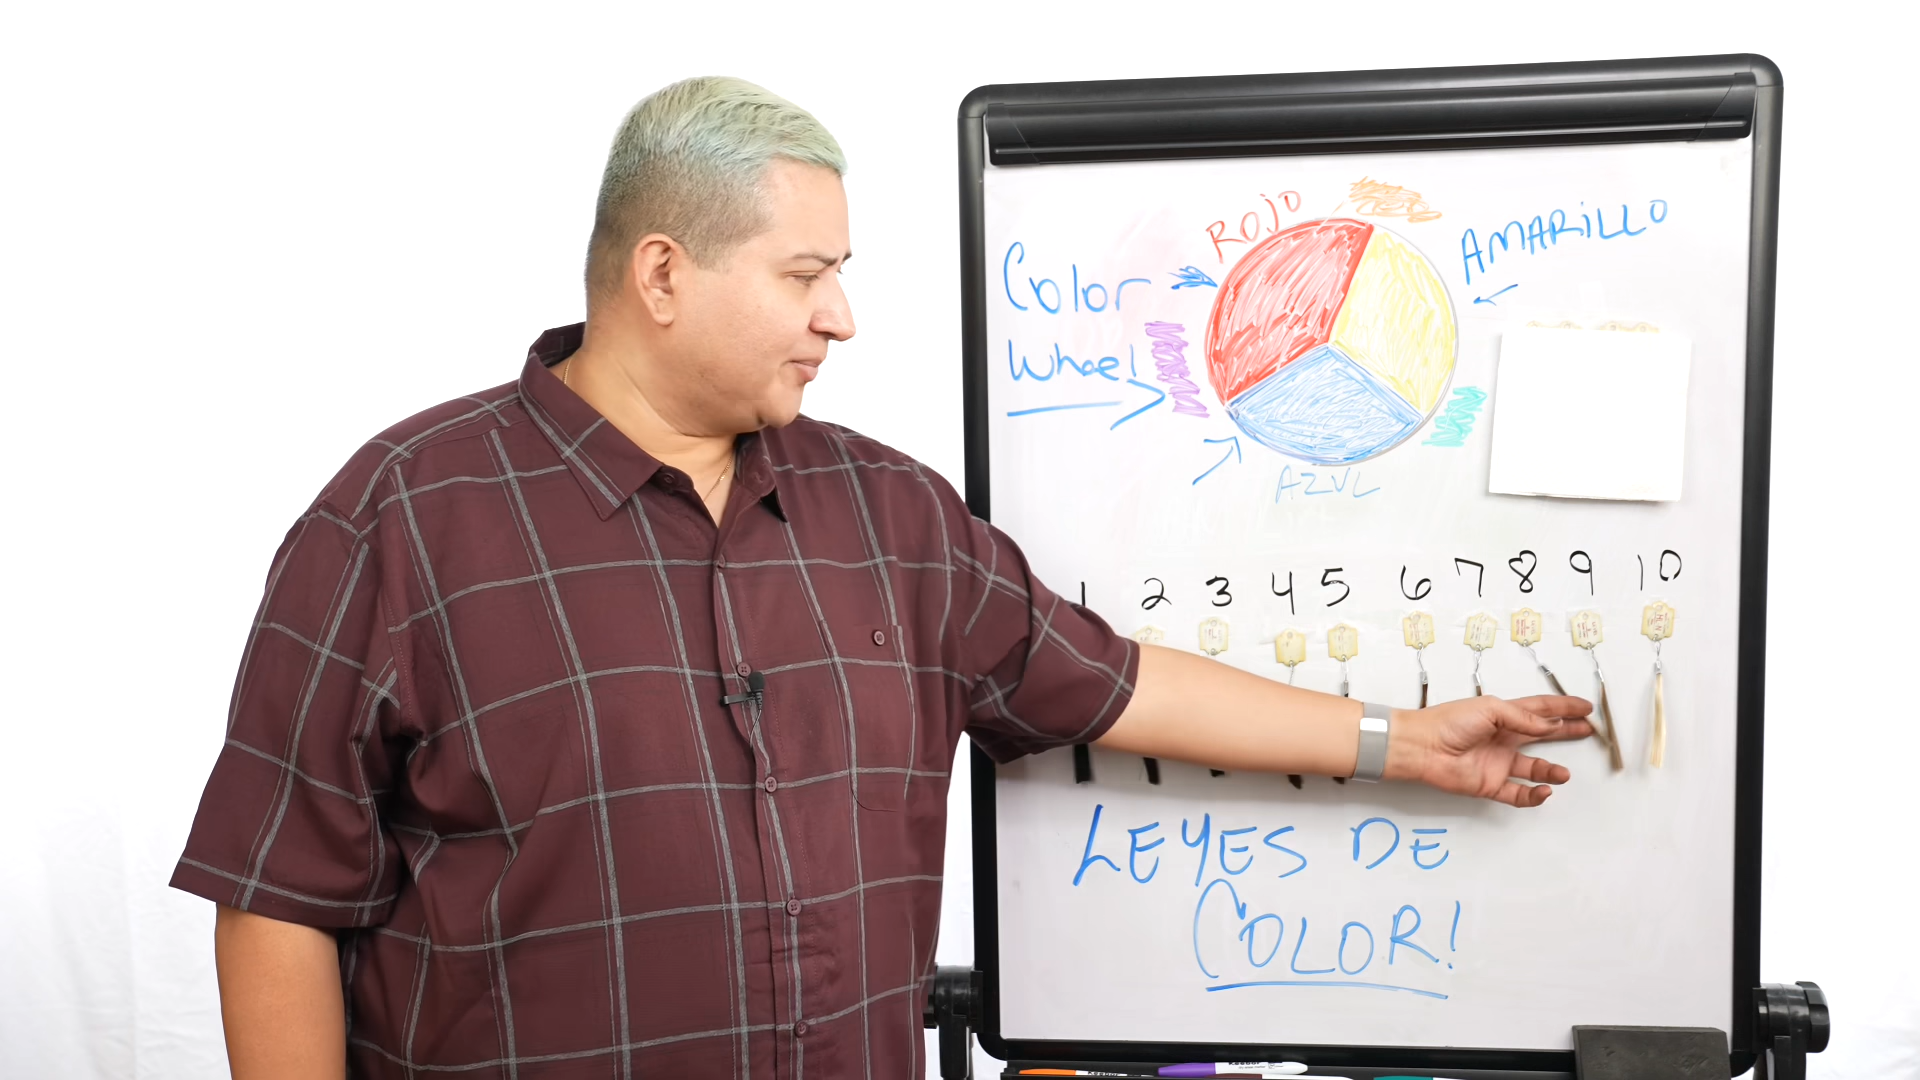 ROJO
AMARILLO
Color
Wheel
AZUL
1 2 3 4 5 6 7 8 9 10
LEYES DE
COLOR!